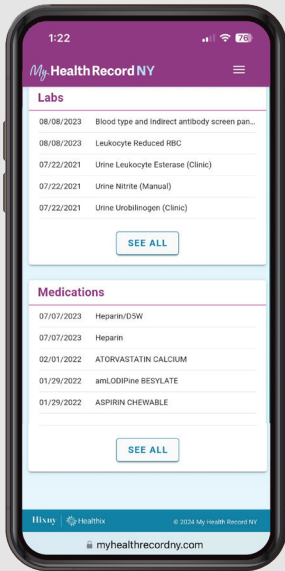 1:22
76
My Health Record NY
Labs
08/08/2023 Blood type and Indirect antibody screen pan...
08/08/2023 Leukocyte Reduced RBC
07/22/2021 Urine Leukocyte Esterase (Clinic)
07/22/2021 Urine Nitrite (Manual)
07/22/2021 Urine Urobilinogen (Clinic)
SEE ALL
Medications
07/07/2023 Heparin/D5W
07/07/2023 Heparin
02/01/2022 ATORVASTATIN CALCIUM
01/29/2022 amLODIPine BESYLATE
01/29/2022 ASPIRIN CHEWABLE
SEE ALL
Hixny Healthix © 2024 My Health Record NY
myhealthrecordny.com